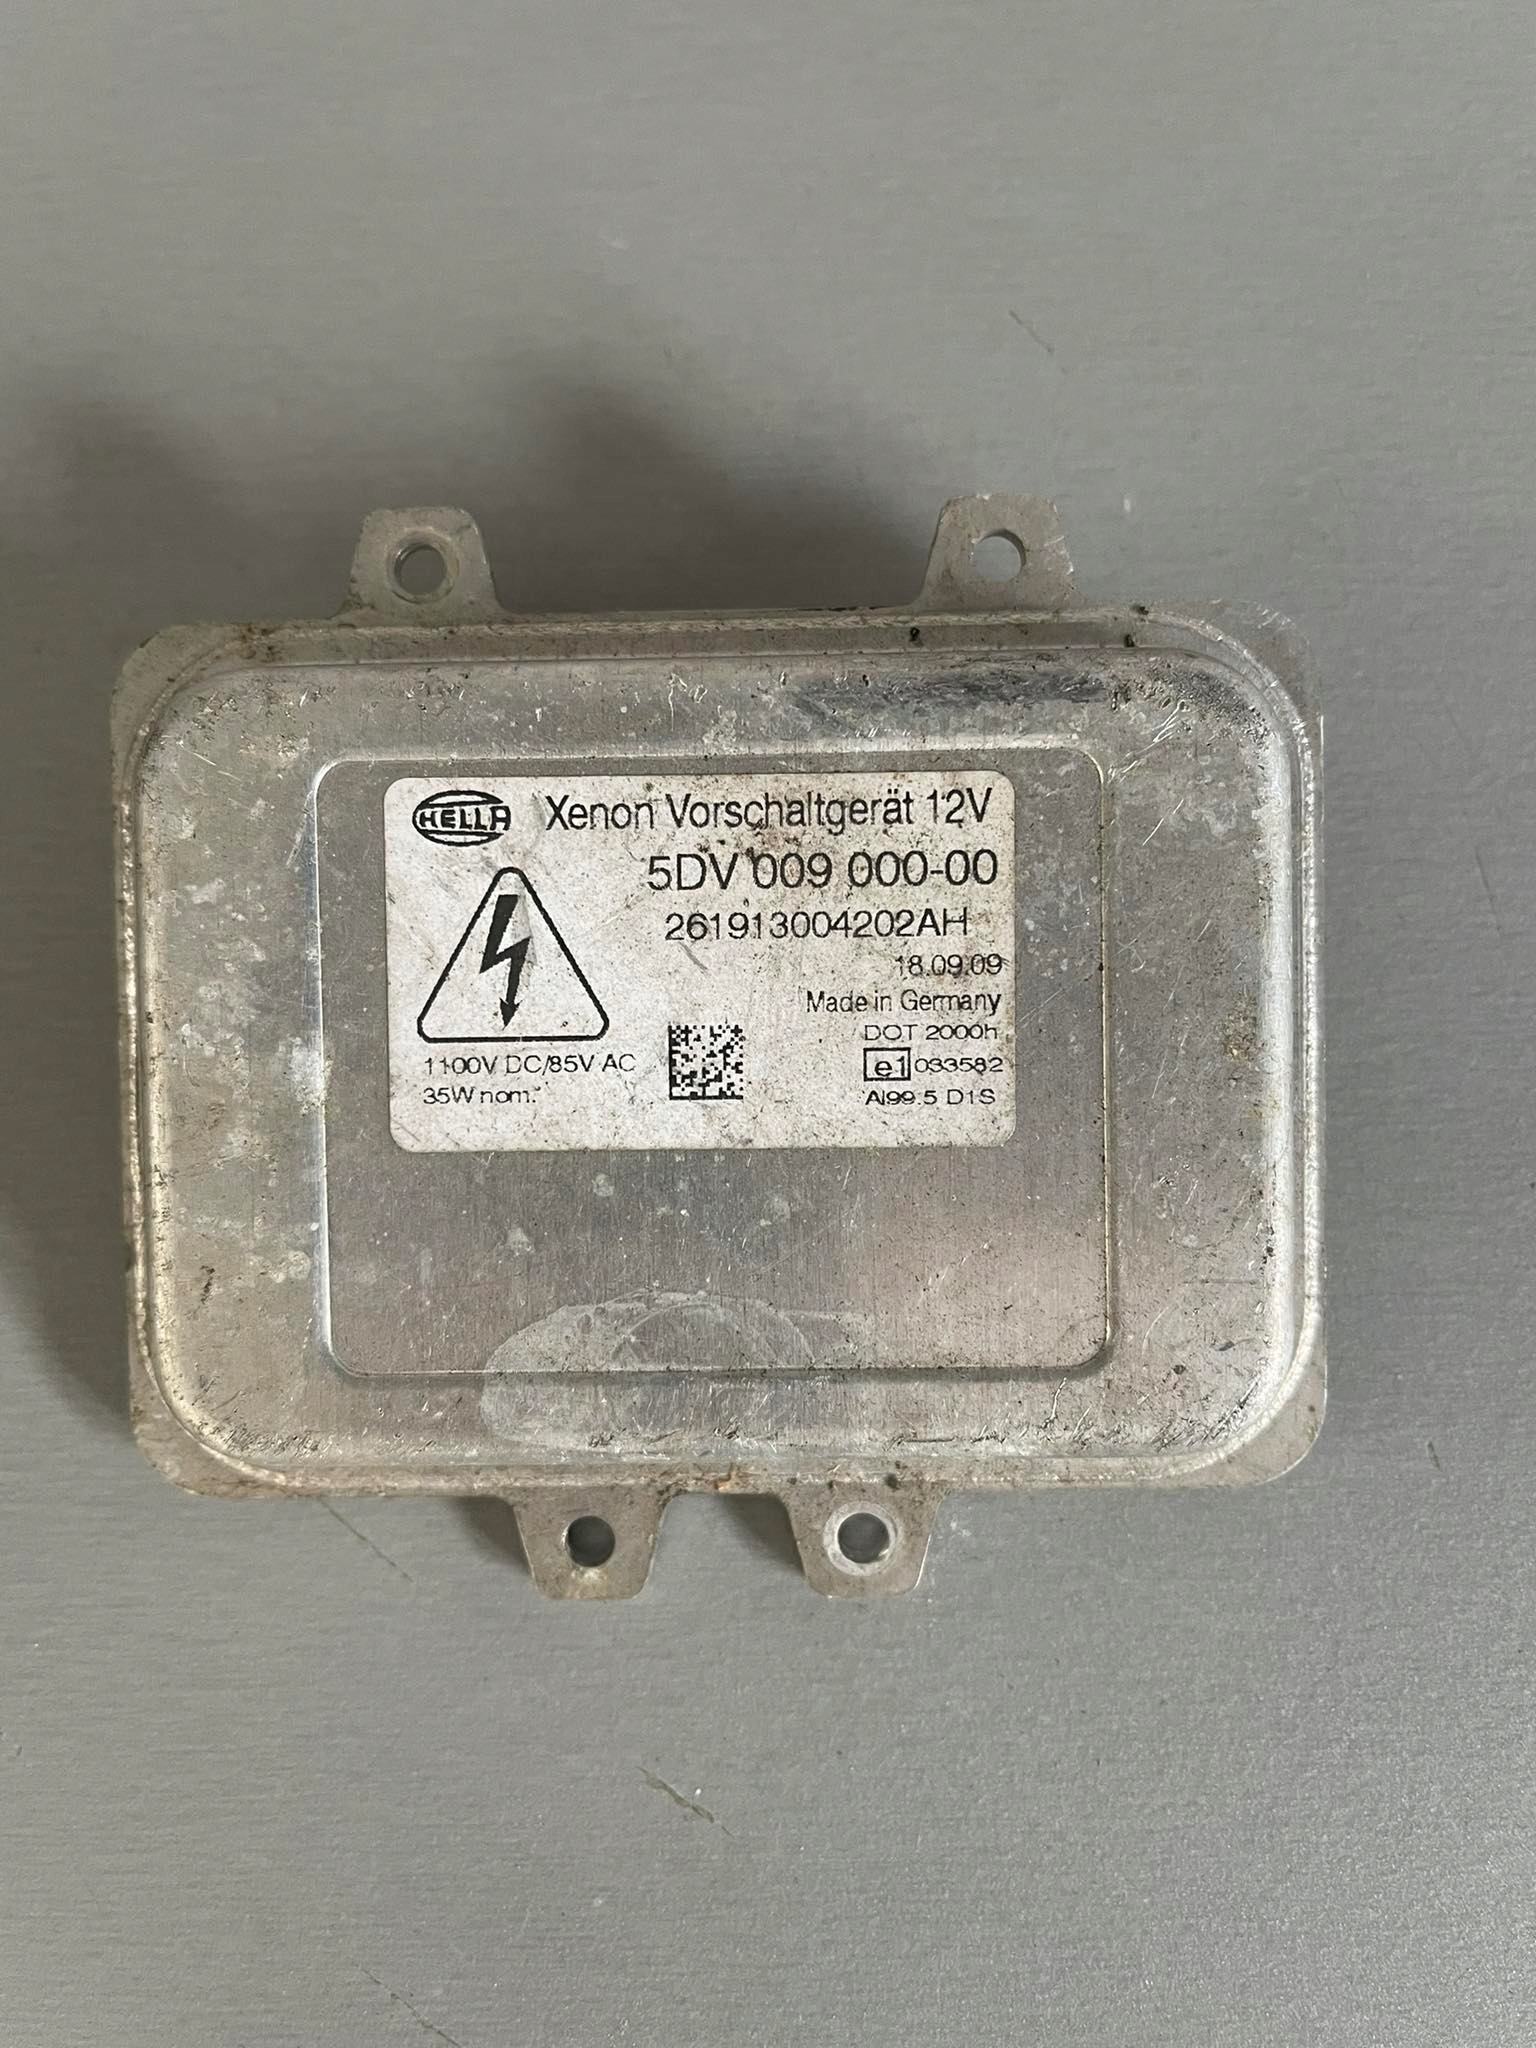 HELLA
Xenon Vorschaltgerät 12V
5DV 009 000-00
261913004202AH
18.09.09
Made in Germany
DOT 2000h
e1 033582
Al99.5 D1S
1100V DC/85V AC
35W nom.